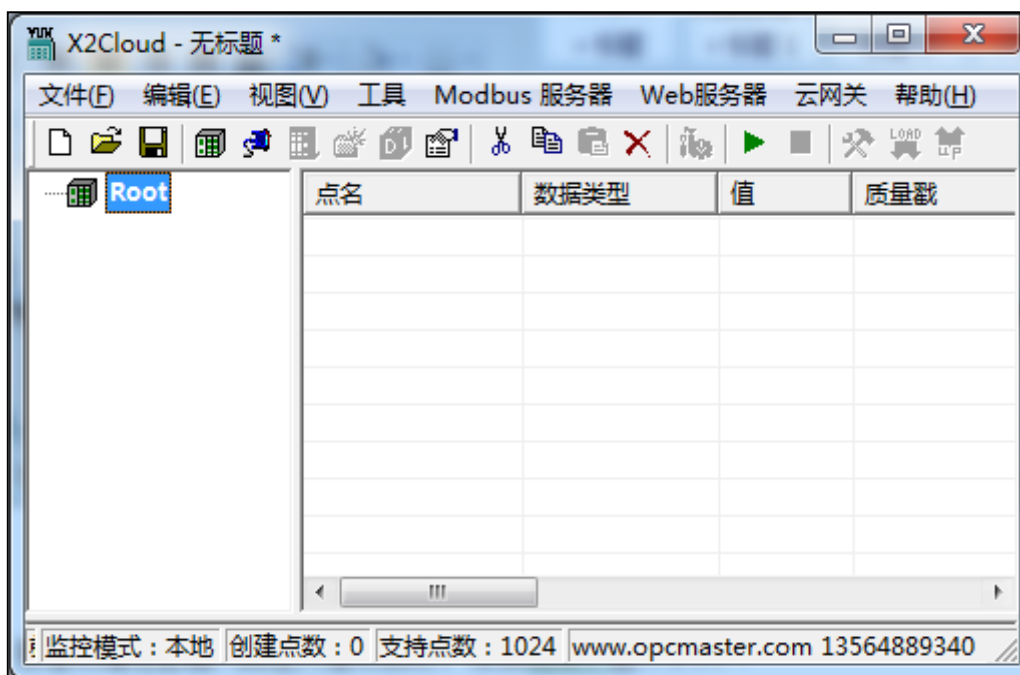 X2Cloud - 无标题 *
文件(F) 编辑(E) 视图(V) 工具 Modbus 服务器 Web服务器 云网关 帮助(H)
LOAD UP
Root 点名 数据类型 值 质量戳
监控模式：本地 创建点数：0 支持点数：1024 www.opcmaster.com 13564889340